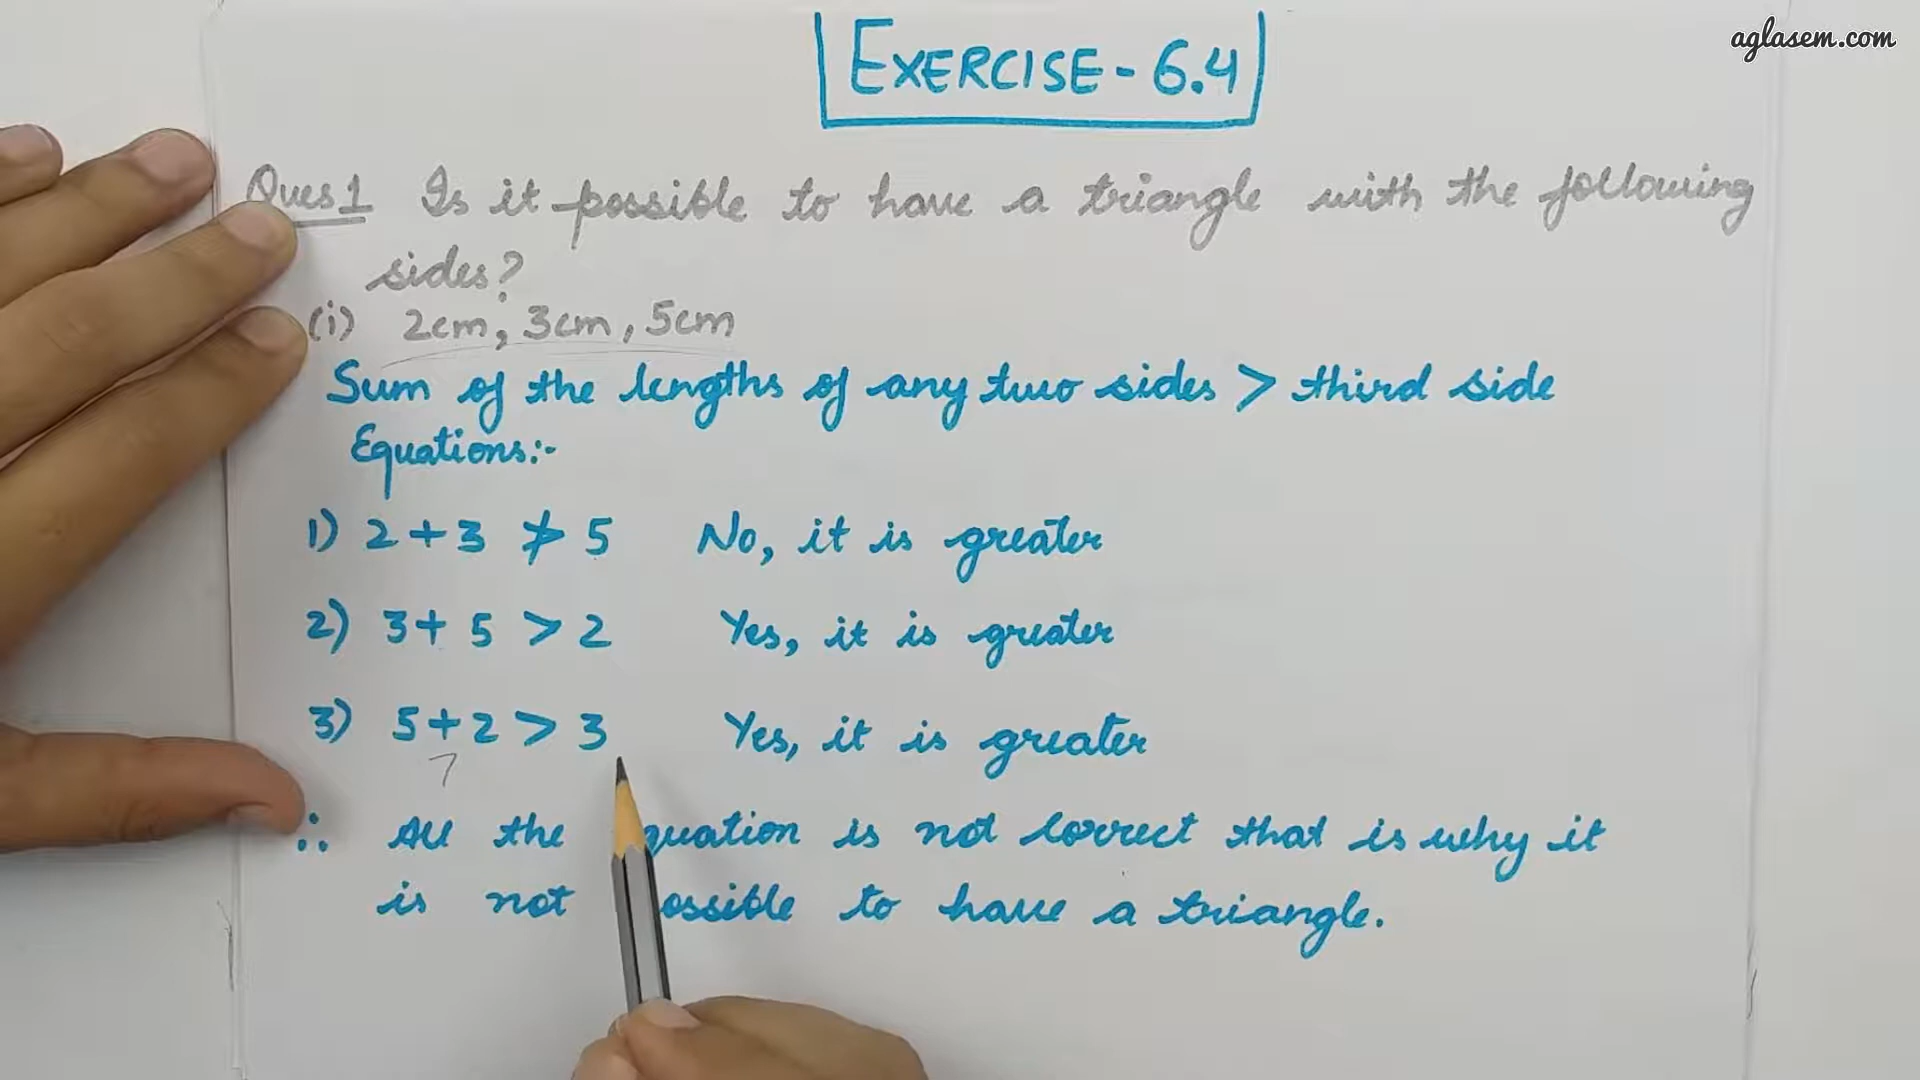 aglasem.com
EXERCISE - 6.4
Ques 1 Is it possible to have a triangle with the following
sides?
(i) 2cm, 3cm, 5cm
Sum of the lengths of any two sides > third side
Equations:-
1) 2 + 3 ≯ 5 No, it is greater
2) 3 + 5 > 2 Yes, it is greater
3) 5 + 2 > 3 Yes, it is greater
7
∴ All the quation is not correct that is why it
is not ossible to have a triangle.